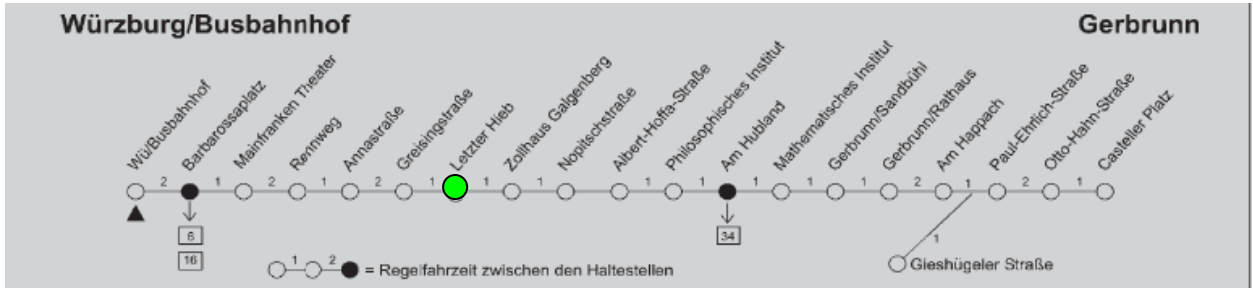 Würzburg/Busbahnhof
Gerbrunn
Wü/Busbahnhof
Barbarossaplatz
Mainfranken Theater
Rennweg
Annastraße
Greisingstraße
Letzter Hieb
Zollhaus Galgenberg
Nopitschstraße
Albert-Hoffa-Straße
Philosophisches Institut
Am Hubland
Mathematisches Institut
Gerbrunn/Sandbühl
Gerbrunn/Rathaus
Am Happach
Paul-Ehrlich-Straße
Otto-Hahn-Straße
Casteller Platz
2 1 2 1 2 1 1 1 1 1 1 1 1 1 2 1 2 1
6
16
34
1
Gieshügeler Straße
1 2 = Regelfahrzeit zwischen den Haltestellen